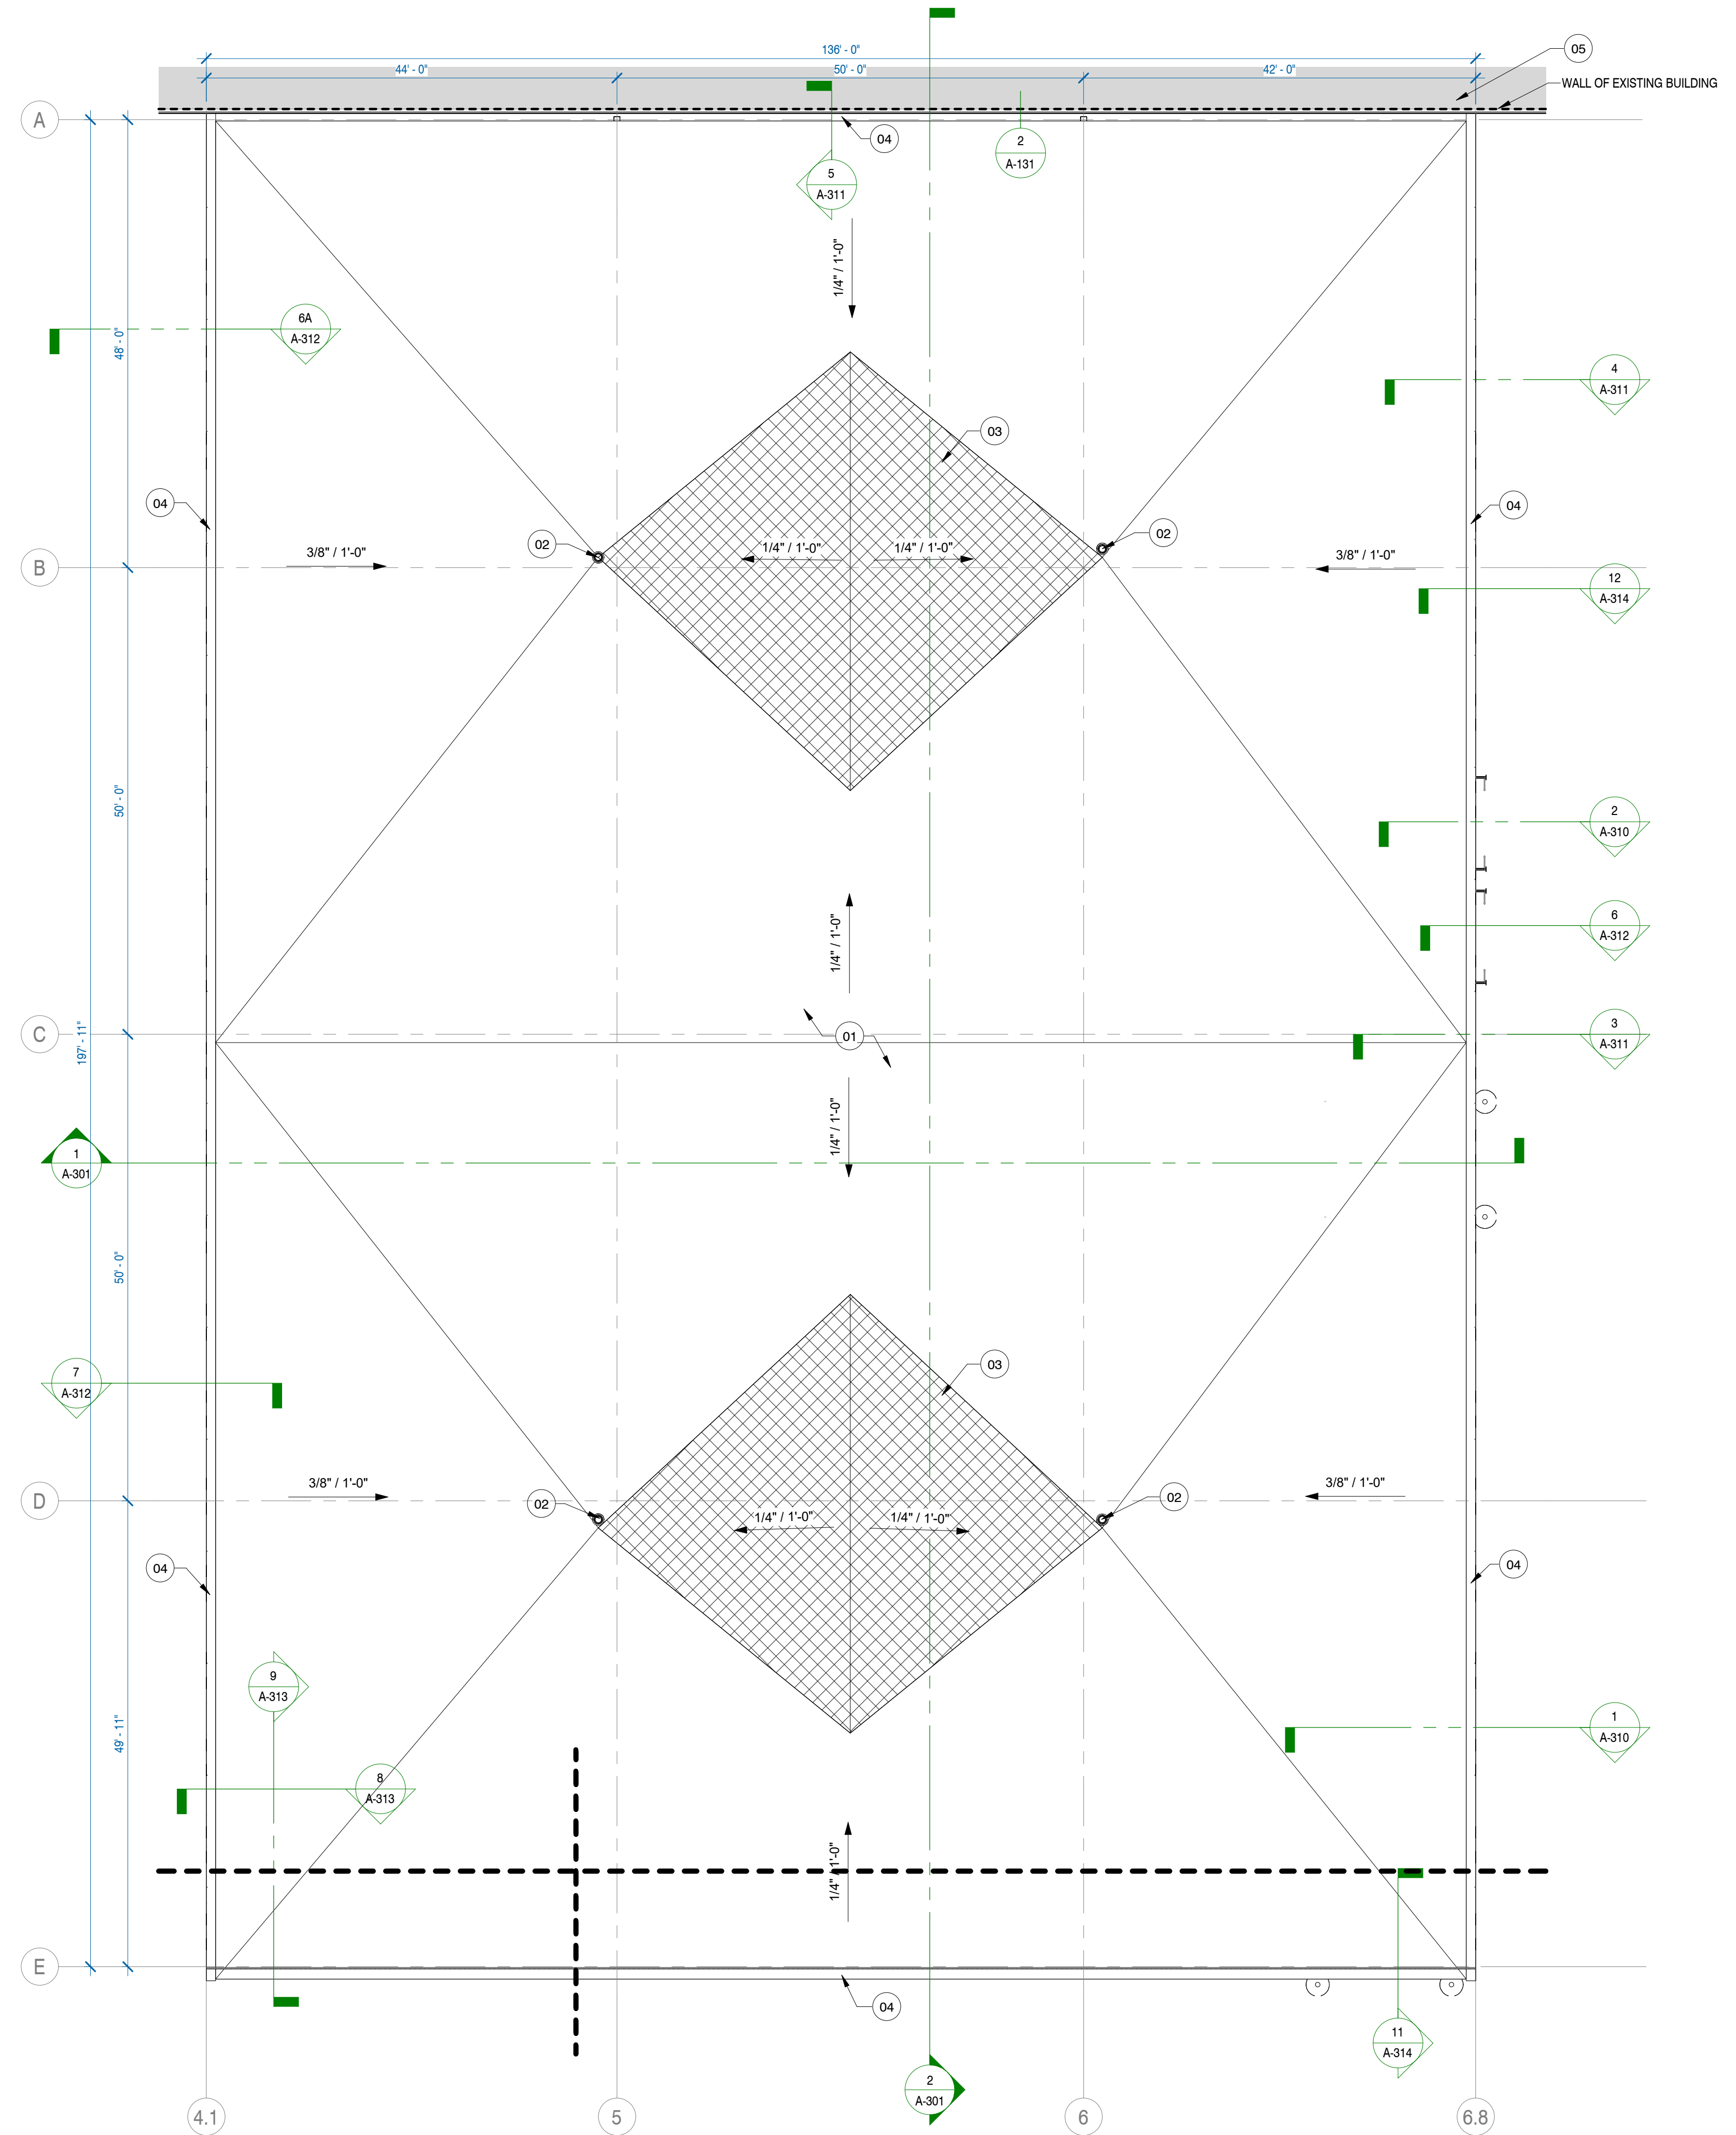 136' - 0"
05
44' - 0"
50' - 0"
42' - 0"
WALL OF EXISTING BUILDING
A
04
2
A-131
5
A-311
1/4" / 1'-0"
6A
A-312
48' - 0"
4
A-311
03
04
04
02
02
1/4" / 1'-0"
1/4" / 1'-0"
3/8" / 1'-0"
3/8" / 1'-0"
B
12
A-314
50' - 0"
2
A-310
6
A-312
1/4" / 1'-0"
C
197' - 11"
01
3
A-311
1/4" / 1'-0"
1
A-301
50' - 0"
7
A-312
03
3/8" / 1'-0"
3/8" / 1'-0"
D
02
02
1/4" / 1'-0"
1/4" / 1'-0"
04
04
9
A-313
49' - 11"
1
A-310
8
A-313
1/4" / 1'-0"
E
04
11
A-314
2
A-301
4.1
5
6
6.8